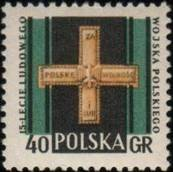 15-LECIE LUDOWEGO
WOJSKA POLSKIEGO
ZA
POLSKĘ WOLNOŚĆ
I LUD
40 POLSKA GR